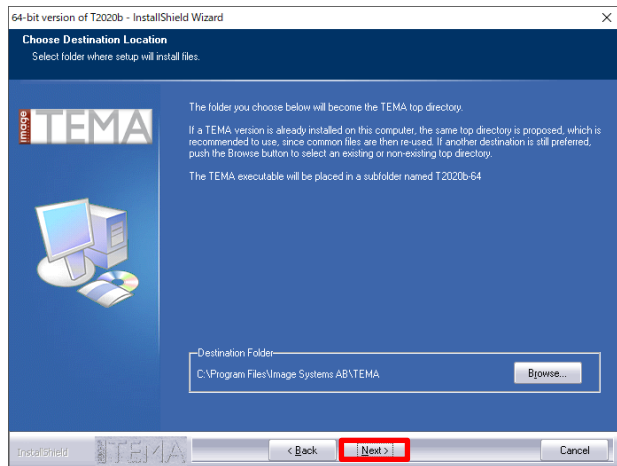 64-bit version of T2020b - InstallShield Wizard
Choose Destination Location
Select folder where setup will install files.
image
TEMA
The folder you choose below will become the TEMA top directory.
If a TEMA version is already installed on this computer, the same top directory is proposed, which is
recommended to use, since common files are then re-used. If another destination is still preferred,
push the Browse button to select an existing or non-existing top directory.
The TEMA executable will be placed in a subfolder named T2020b-64
Destination Folder
C:\Program Files\Image Systems AB\TEMA
Browse...
InstallShield
image
TEMA
< Back
Next >
Cancel